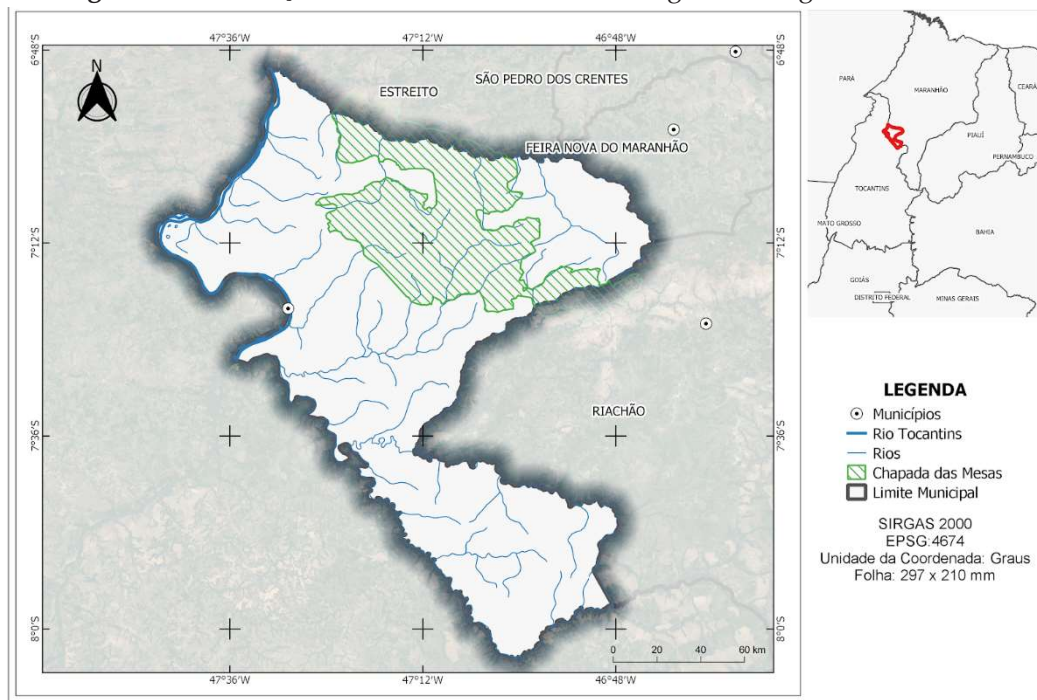 47°36'W
47°12'W
46°48'W
6°48'S
6°48'S
N
SÃO PEDRO DOS CRENTES
ESTREITO
FEIRA NOVA DO MARANHÃO
7°12'S
7°12'S
RIACHÃO
7°36'S
7°36'S
8°0'S
8°0'S
0 20 40 60 km
47°36'W
47°12'W
46°48'W
PARÁ
MARANHÃO
CEARÁ
PIAUÍ
PERNAMBUCO
TOCANTINS
MATO GROSSO
BAHIA
GOIÁS
DISTRITO FEDERAL
MINAS GERAIS
LEGENDA
Municípios
Rio Tocantins
Rios
Chapada das Mesas
Limite Municipal
SIRGAS 2000
EPSG:4674
Unidade da Coordenada: Graus
Folha: 297 x 210 mm